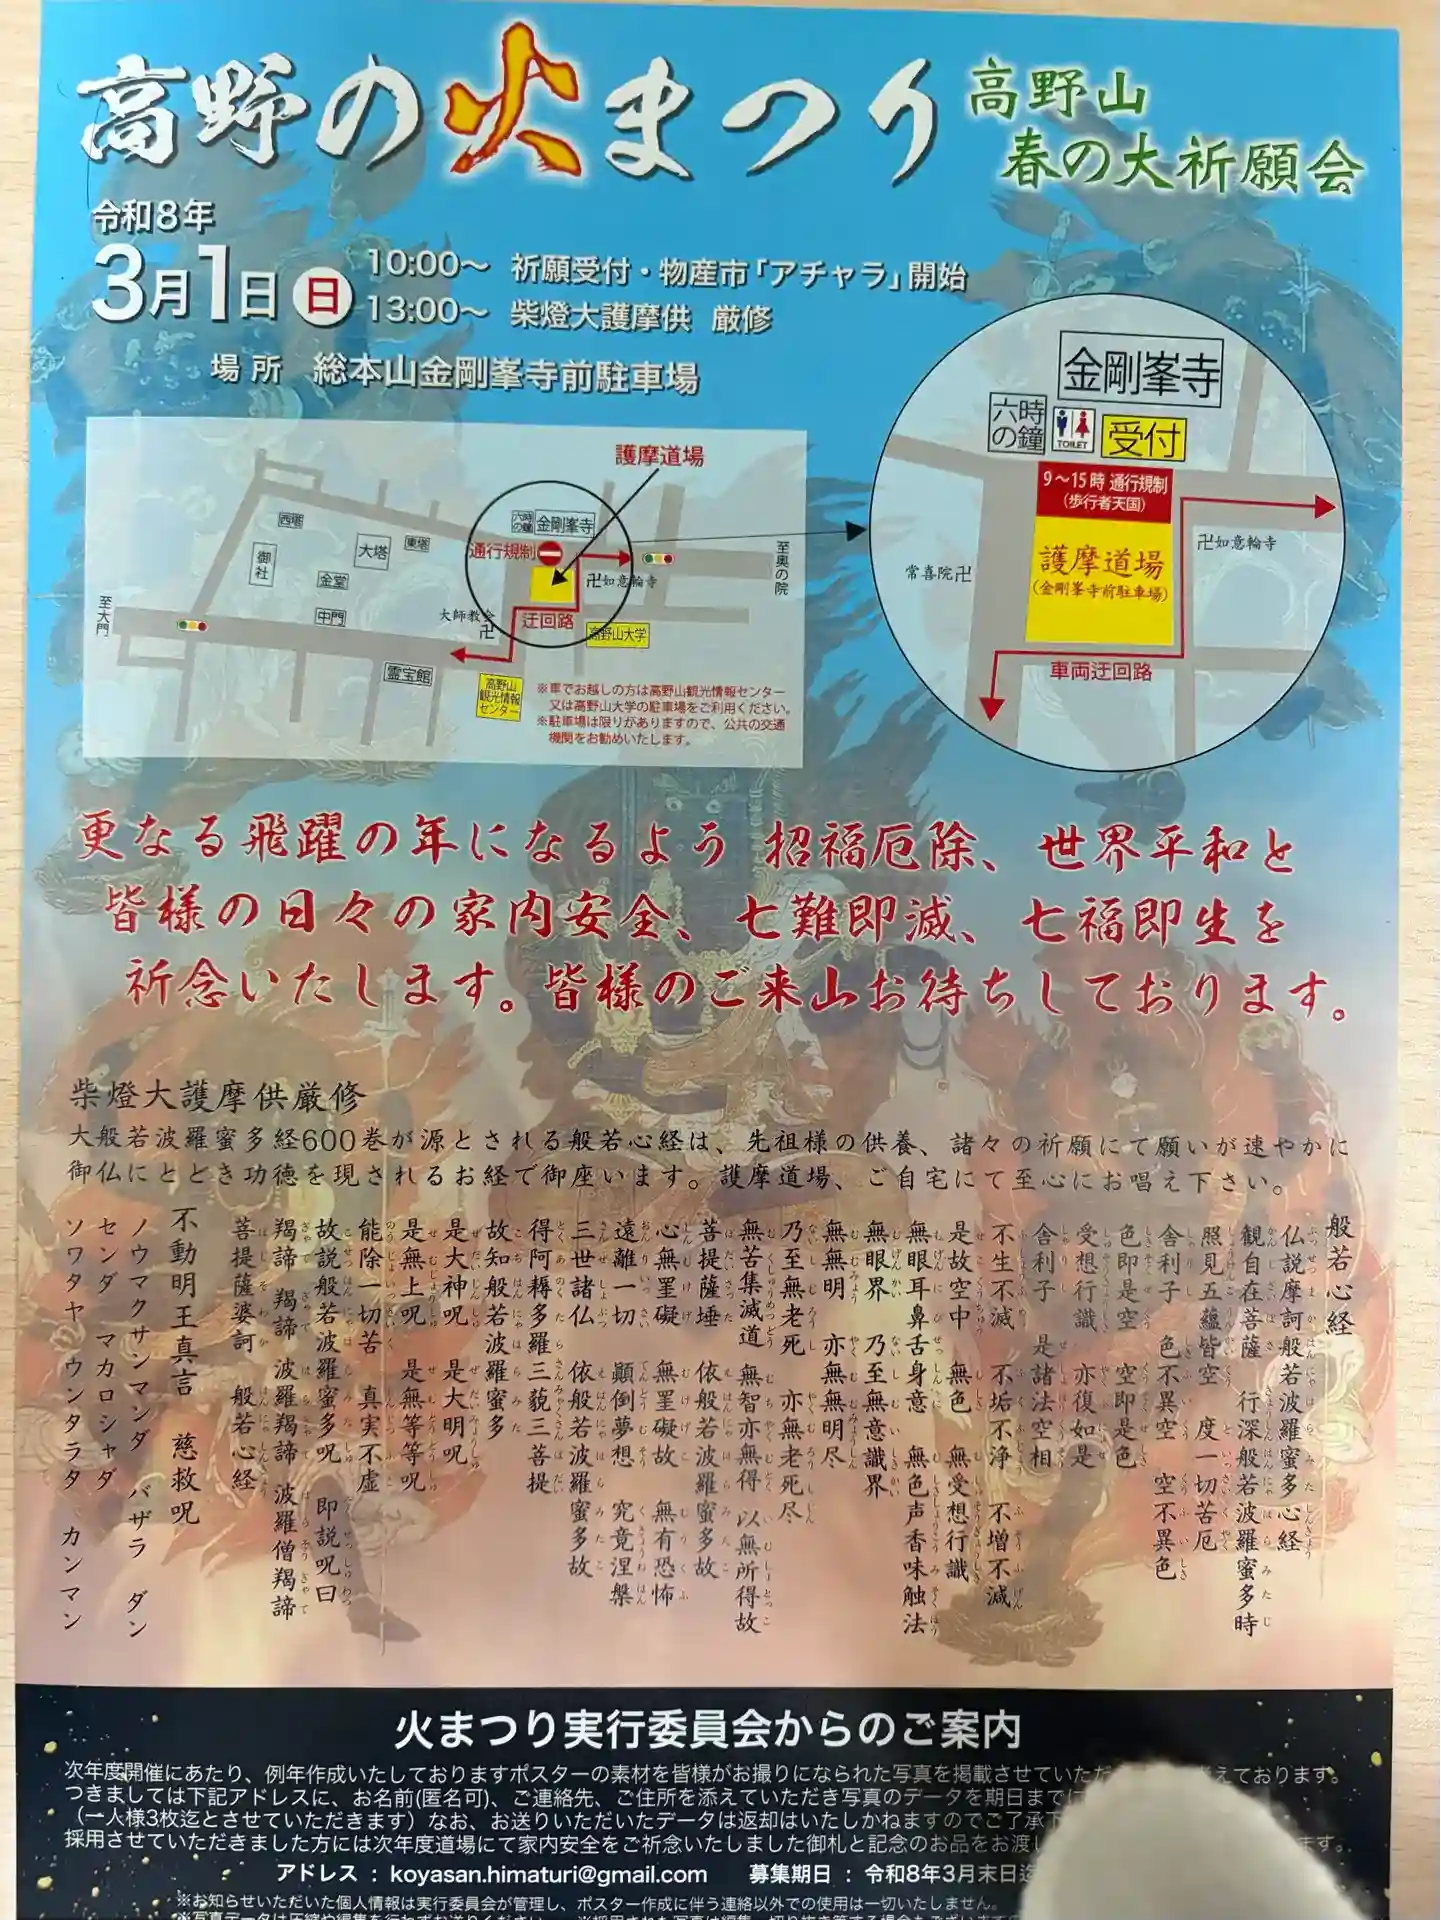 高野の火まつり
高野山
春の大祈願会
令和8年
3月1日 日
10:00～ 祈願受付・物産市「アチャラ」開始
13:00～ 柴燈大護摩供 厳修
場所 総本山金剛峯寺前駐車場
護摩道場
六時の鐘
金剛峯寺
通行規制
卍如意輪寺
迂回路
西塔
御社
大塔
東塔
金堂
中門
至大門
大師教会
卍
霊宝館
高野山大学
至奥の院
高野山
観光情報
センター
※車でお越しの方は高野山観光情報センター
又は高野山大学の駐車場をご利用ください。
※駐車場は限りがありますので、公共の交通
機関をお勧めいたします。
金剛峯寺
六時
の鐘
TOILET
受付
9～15時 通行規制
(歩行者天国)
護摩道場
(金剛峯寺前駐車場)
卍如意輪寺
常喜院卍
車両迂回路
更なる飛躍の年になるよう 招福厄除、世界平和と
皆様の日々の家内安全、七難即滅、七福即生を
祈念いたします。皆様のご来山お待ちしております。
柴燈大護摩供厳修
大般若波羅蜜多経600巻が源とされる般若心経は、先祖様の供養、諸々の祈願にて願いが速やかに
御仏にとどき功徳を現されるお経で御座います。護摩道場、ご自宅にて至心にお唱え下さい。
般若心経
仏説摩訶般若波羅蜜多心経
観自在菩薩 行深般若波羅蜜多時
照見五蘊皆空 度一切苦厄
舎利子 色不異空 空不異色
色即是空 空即是色
受想行識 亦復如是
舎利子 是諸法空相
不生不滅 不垢不浄 不増不減
是故空中 無色 無受想行識
無眼耳鼻舌身意 無色声香味触法
無眼界 乃至無意識界
無無明 亦無無明尽
乃至無老死 亦無老死尽
無苦集滅道 無智亦無得 以無所得故
菩提薩埵 依般若波羅蜜多故
心無罣礙 無罣礙故 無有恐怖
遠離一切 顛倒夢想 究竟涅槃
三世諸仏 依般若波羅蜜多故
得阿耨多羅三藐三菩提
故知般若波羅蜜多
是大神呪 是大明呪
是無上呪 是無等等呪
能除一切苦 真実不虚
故説般若波羅蜜多呪 即説呪曰
羯諦 羯諦 波羅羯諦 波羅僧羯諦
菩提薩婆訶 般若心経
不動明王真言 慈救呪
ノウマクサンマンダ バザラ ダン
センダ マカロシャダ
ソワタヤ ウンタラタ カンマン
火まつり実行委員会からのご案内
次年度開催にあたり、例年作成いたしておりますポスターの素材を皆様がお撮りになられた写真を掲載させていただ 考えております。
つきましては下記アドレスに、お名前(匿名可)、ご連絡先、ご住所を添えていただき写真のデータを期日までに
（一人様3枚迄とさせていただきます）なお、お送りいただいたデータは返却はいたしかねますのでご了承下
採用させていただきました方には次年度道場にて家内安全をご祈念いたしました御札と記念のお品をお渡し ます。
アドレス : koyasan.himaturi@gmail.com 募集期日 : 令和8年3月末日迄
※お知らせいただいた個人情報は実行委員会が管理し、ポスター作成に伴う連絡以外での使用は一切いたしません。